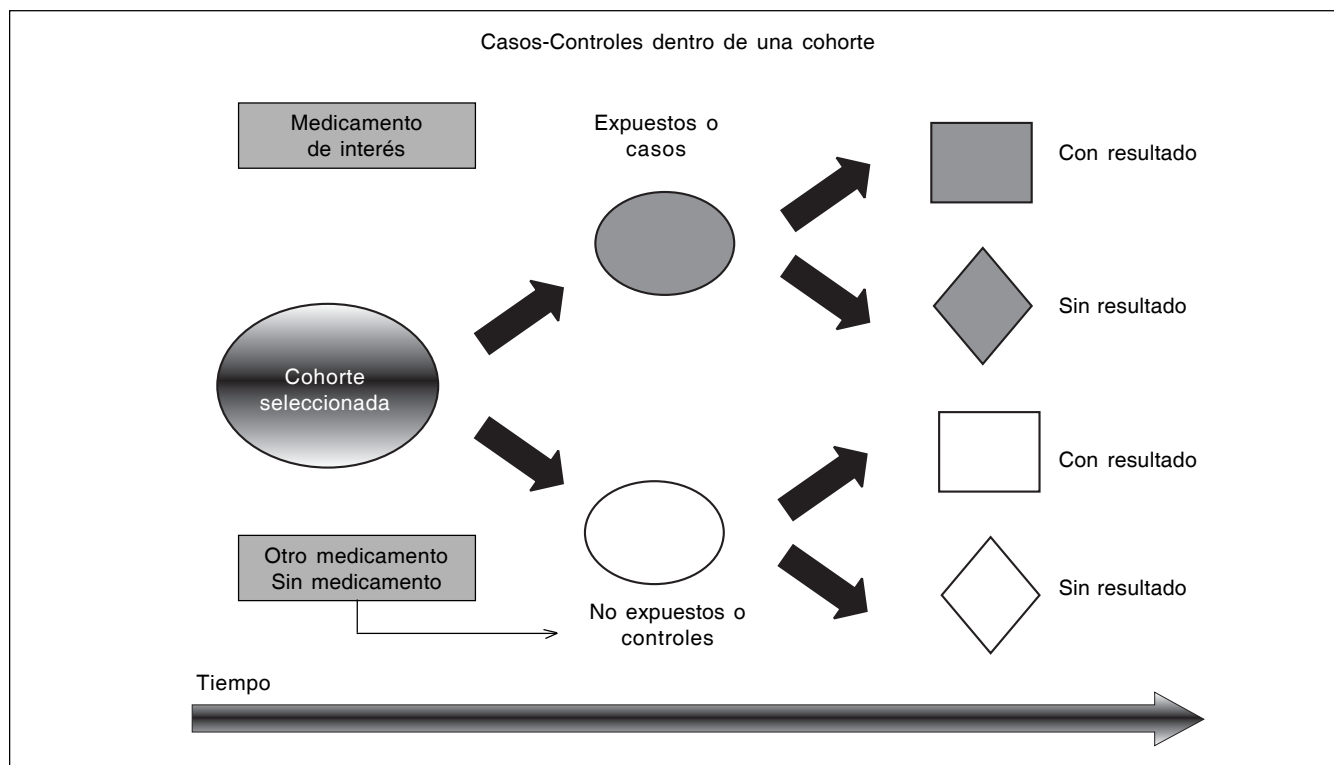 Casos-Controles dentro de una cohorte
Medicamento
de interés
Expuestos o
casos
Con resultado
Sin resultado
Cohorte
seleccionada
Con resultado
Otro medicamento
Sin medicamento
No expuestos o
controles
Sin resultado
Tiempo